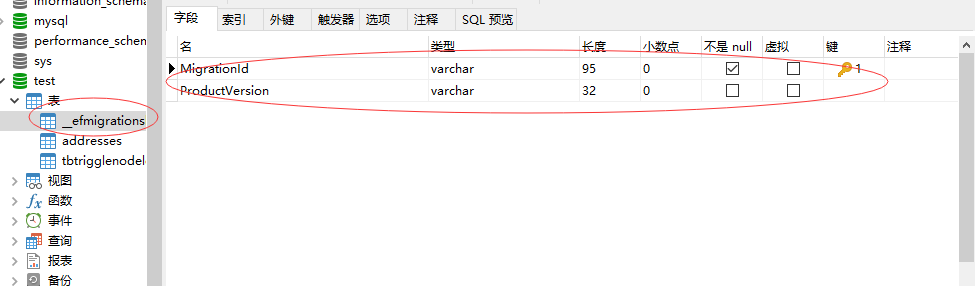 information_schema
mysql
performance_schem
sys
test
表
__efmigrations
addresses
tbtrigglenodel
视图
函数
事件
查询
报表
备份
字段 索引 外键 触发器 选项 注释 SQL 预览
名 类型 长度 小数点 不是 null 虚拟 键 注释
MigrationId varchar 95 0 1
ProductVersion varchar 32 0